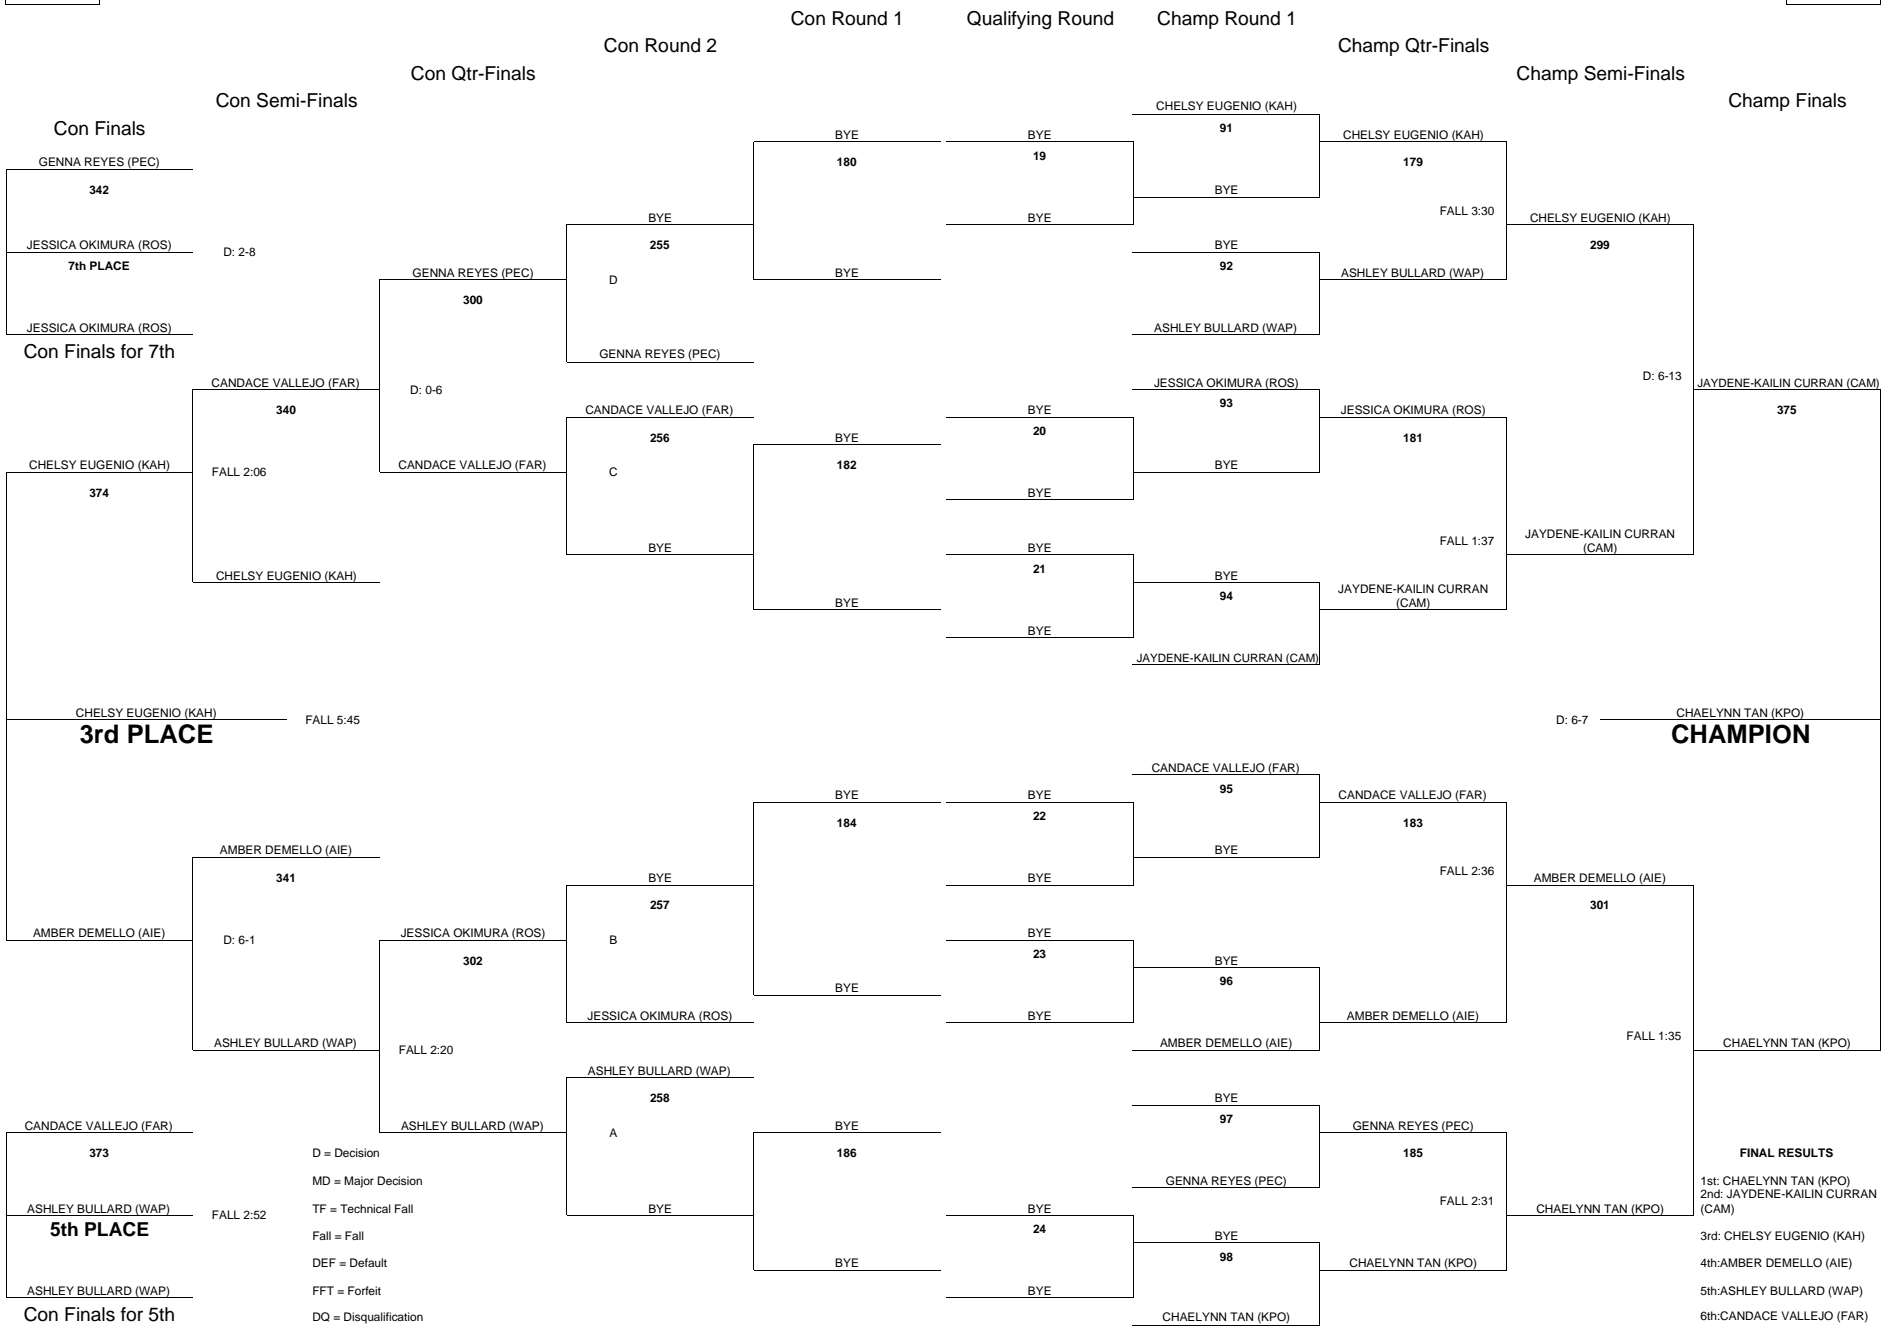 Con Round 1
Qualifying Round
Champ Round 1
Con Round 2
Champ Qtr-Finals
Con Qtr-Finals
Champ Semi-Finals
Con Semi-Finals
Champ Finals
Con Finals
GENNA REYES (PEC)
342
JESSICA OKIMURA (ROS)
7th PLACE
D: 2-8
JESSICA OKIMURA (ROS)
Con Finals for 7th
CHELSY EUGENIO (KAH)
374
CHELSY EUGENIO (KAH)
3rd PLACE
FALL 5:45
AMBER DEMELLO (AIE)
CANDACE VALLEJO (FAR)
373
ASHLEY BULLARD (WAP)
5th PLACE
FALL 2:52
ASHLEY BULLARD (WAP)
Con Finals for 5th
CANDACE VALLEJO (FAR)
340
FALL 2:06
CHELSY EUGENIO (KAH)
AMBER DEMELLO (AIE)
341
D: 6-1
ASHLEY BULLARD (WAP)
D = Decision
MD = Major Decision
TF = Technical Fall
Fall = Fall
DEF = Default
FFT = Forfeit
DQ = Disqualification
GENNA REYES (PEC)
300
D: 0-6
CANDACE VALLEJO (FAR)
JESSICA OKIMURA (ROS)
302
FALL 2:20
ASHLEY BULLARD (WAP)
BYE
255
D
GENNA REYES (PEC)
CANDACE VALLEJO (FAR)
256
C
BYE
BYE
257
B
JESSICA OKIMURA (ROS)
ASHLEY BULLARD (WAP)
258
A
BYE
BYE
180
BYE
BYE
182
BYE
BYE
184
BYE
BYE
186
BYE
BYE
19
BYE
BYE
20
BYE
BYE
21
BYE
BYE
22
BYE
BYE
23
BYE
BYE
24
BYE
CHELSY EUGENIO (KAH)
91
BYE
BYE
92
ASHLEY BULLARD (WAP)
JESSICA OKIMURA (ROS)
93
BYE
BYE
94
JAYDENE-KAILIN CURRAN (CAM)
CANDACE VALLEJO (FAR)
95
BYE
BYE
96
AMBER DEMELLO (AIE)
BYE
97
GENNA REYES (PEC)
BYE
98
CHAELYNN TAN (KPO)
CHELSY EUGENIO (KAH)
179
FALL 3:30
ASHLEY BULLARD (WAP)
JESSICA OKIMURA (ROS)
181
FALL 1:37
JAYDENE-KAILIN CURRAN
(CAM)
CANDACE VALLEJO (FAR)
183
FALL 2:36
AMBER DEMELLO (AIE)
GENNA REYES (PEC)
185
FALL 2:31
CHAELYNN TAN (KPO)
CHELSY EUGENIO (KAH)
299
D: 6-13
JAYDENE-KAILIN CURRAN
(CAM)
AMBER DEMELLO (AIE)
301
FALL 1:35
CHAELYNN TAN (KPO)
JAYDENE-KAILIN CURRAN (CAM)
375
D: 6-7
CHAELYNN TAN (KPO)
CHAMPION
CHAELYNN TAN (KPO)
FINAL RESULTS
1st: CHAELYNN TAN (KPO)
2nd: JAYDENE-KAILIN CURRAN
(CAM)
3rd: CHELSY EUGENIO (KAH)
4th:AMBER DEMELLO (AIE)
5th:ASHLEY BULLARD (WAP)
6th:CANDACE VALLEJO (FAR)